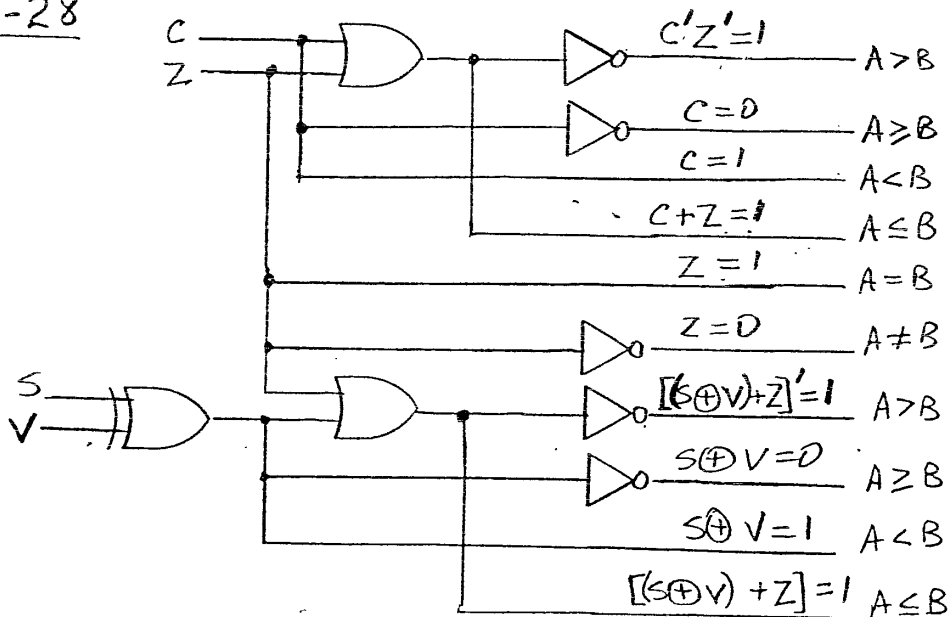 -28
C
C'Z'=1
A>B
Z
C=0
A≥B
C=1
A<B
C+Z=1
A≤B
Z=1
A=B
Z=0
A≠B
S
[(S⊕V)+Z]'=1
A>B
V
S⊕V=0
A≥B
S⊕V=1
A<B
[(S⊕V)+Z]=1
A≤B